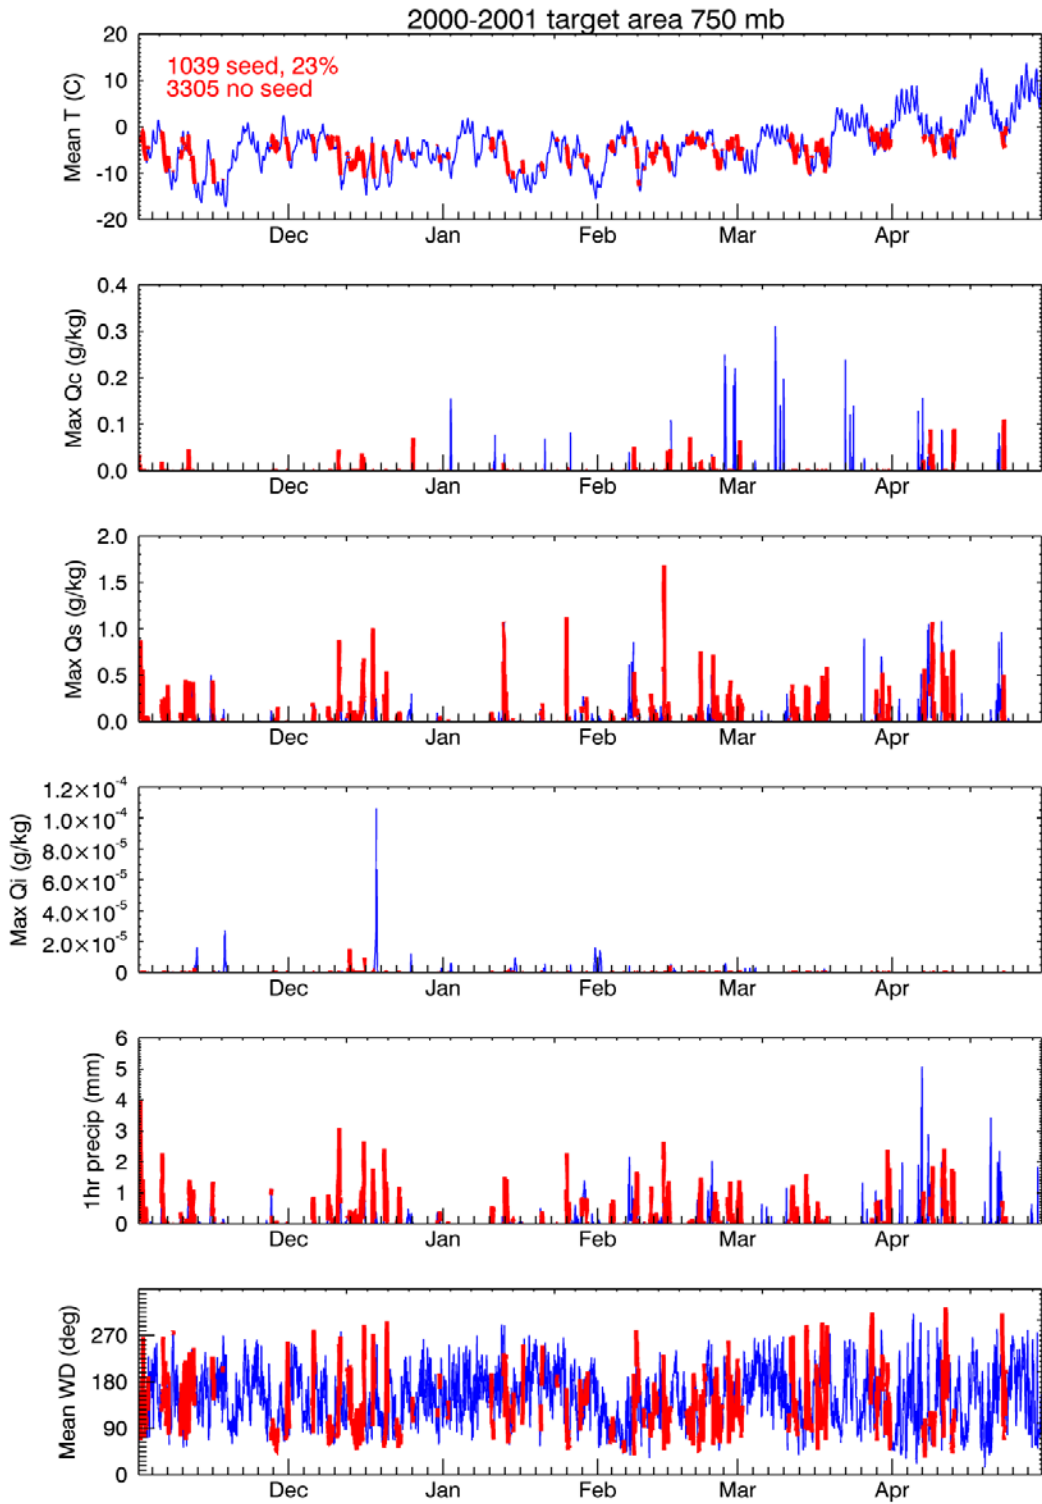 2000-2001 target area 750 mb
1039 seed, 23%
3305 no seed
Mean T (C)
20
10
0
-10
-20
Dec Jan Feb Mar Apr
Max Qc (g/kg)
0.4
0.3
0.2
0.1
0.0
Dec Jan Feb Mar Apr
Max Qs (g/kg)
2.0
1.5
1.0
0.5
0.0
Dec Jan Feb Mar Apr
Max Qi (g/kg)
1.2×10⁻⁴
1.0×10⁻⁴
8.0×10⁻⁵
6.0×10⁻⁵
4.0×10⁻⁵
2.0×10⁻⁵
0
Dec Jan Feb Mar Apr
1hr precip (mm)
6
5
4
3
2
1
0
Dec Jan Feb Mar Apr
Mean WD (deg)
270
180
90
0
Dec Jan Feb Mar Apr